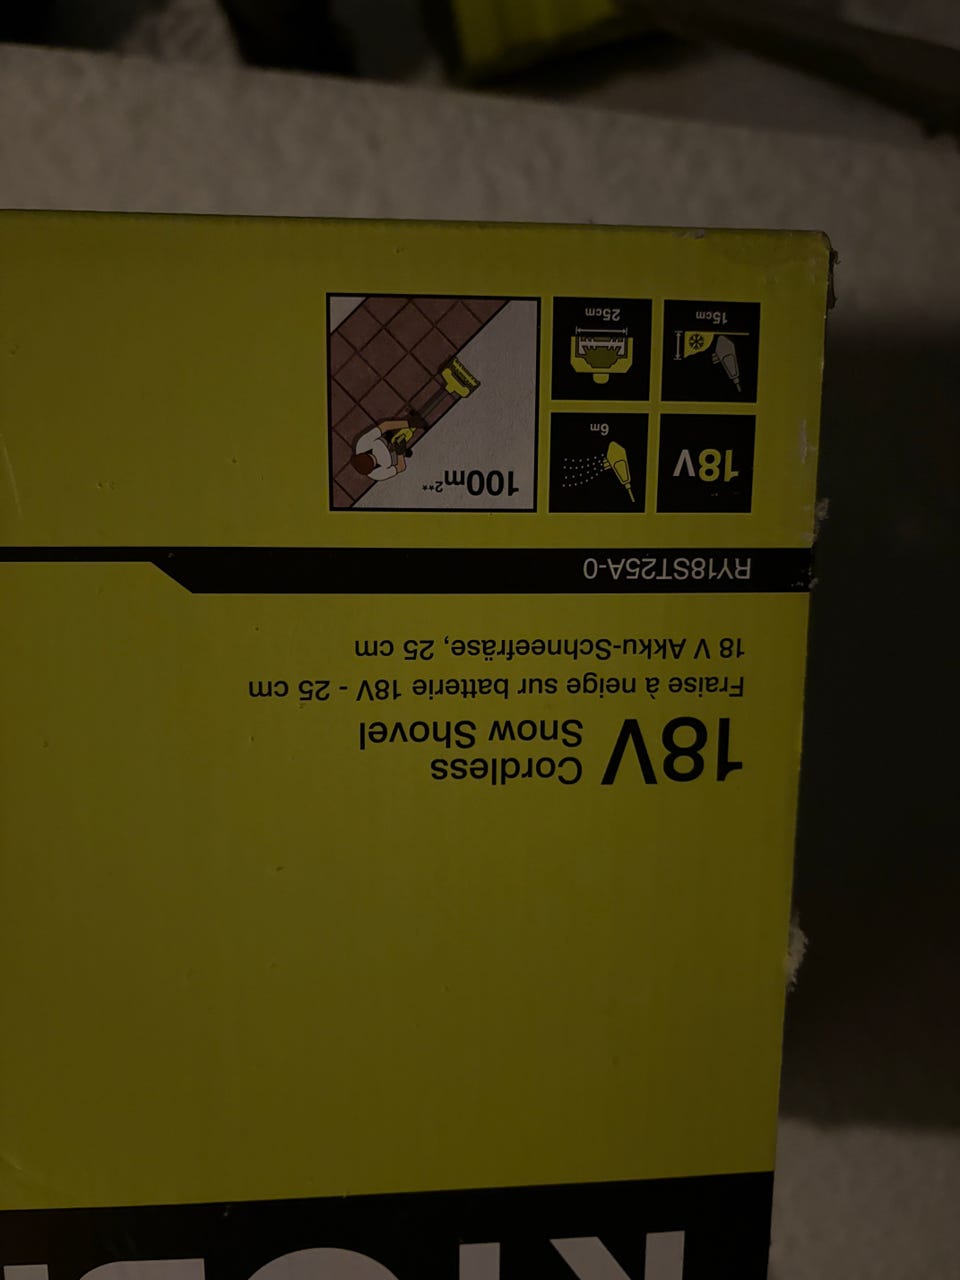 18V Cordless
Snow Shovel
Fraise à neige sur batterie 18V - 25 cm
18 V Akku-Schneefräse, 25 cm
RY18ST25A-0
18V
6m
100m²**
15cm
25cm